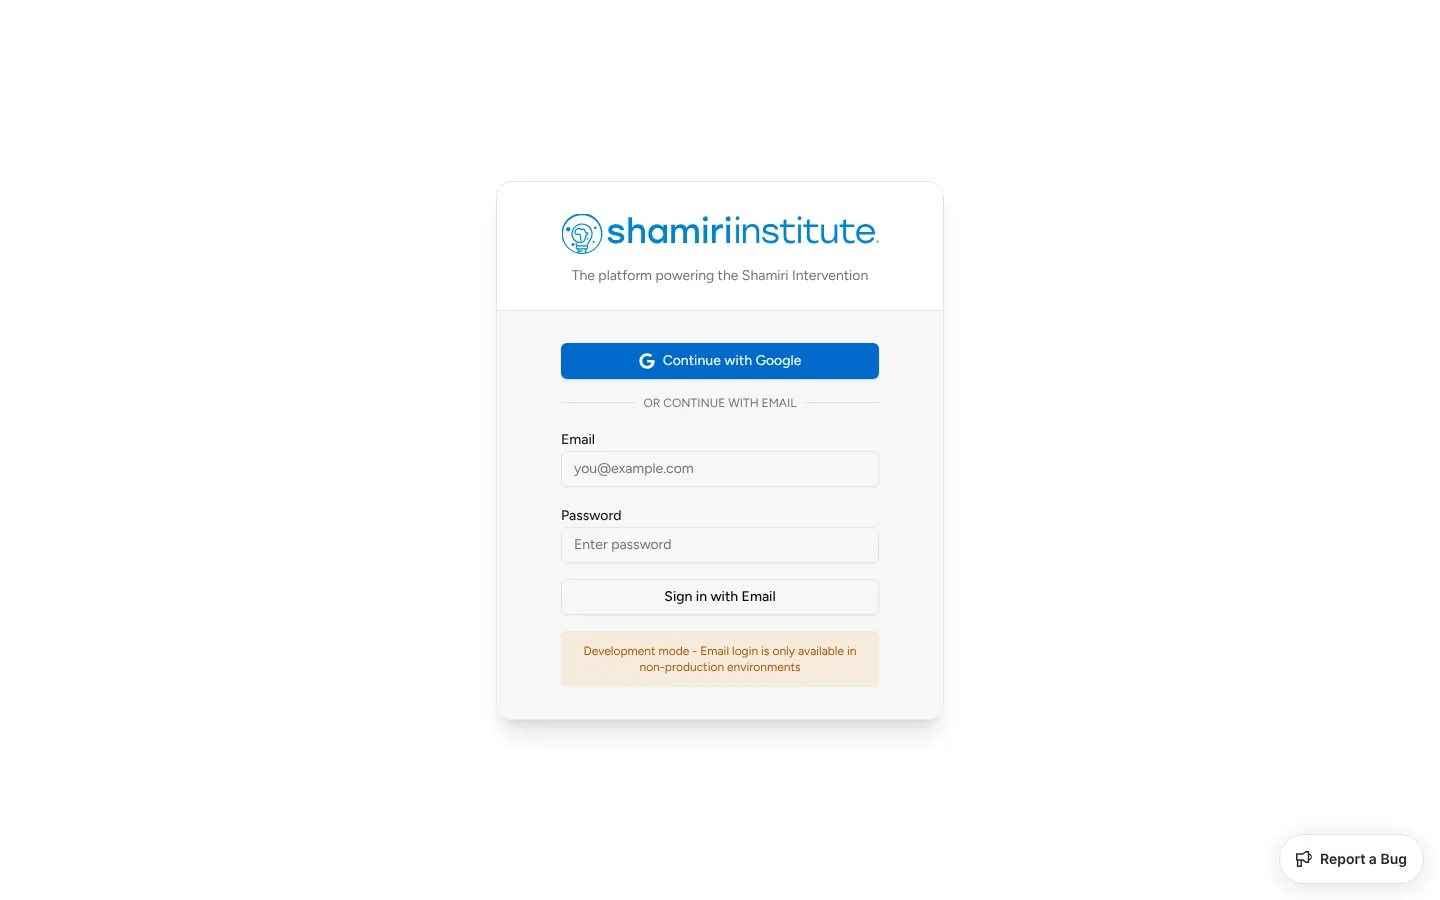 shamiriinstitute.
The platform powering the Shamiri Intervention
Continue with Google
OR CONTINUE WITH EMAIL
Email
you@example.com
Password
Enter password
Sign in with Email
Development mode - Email login is only available in
non-production environments
Report a Bug